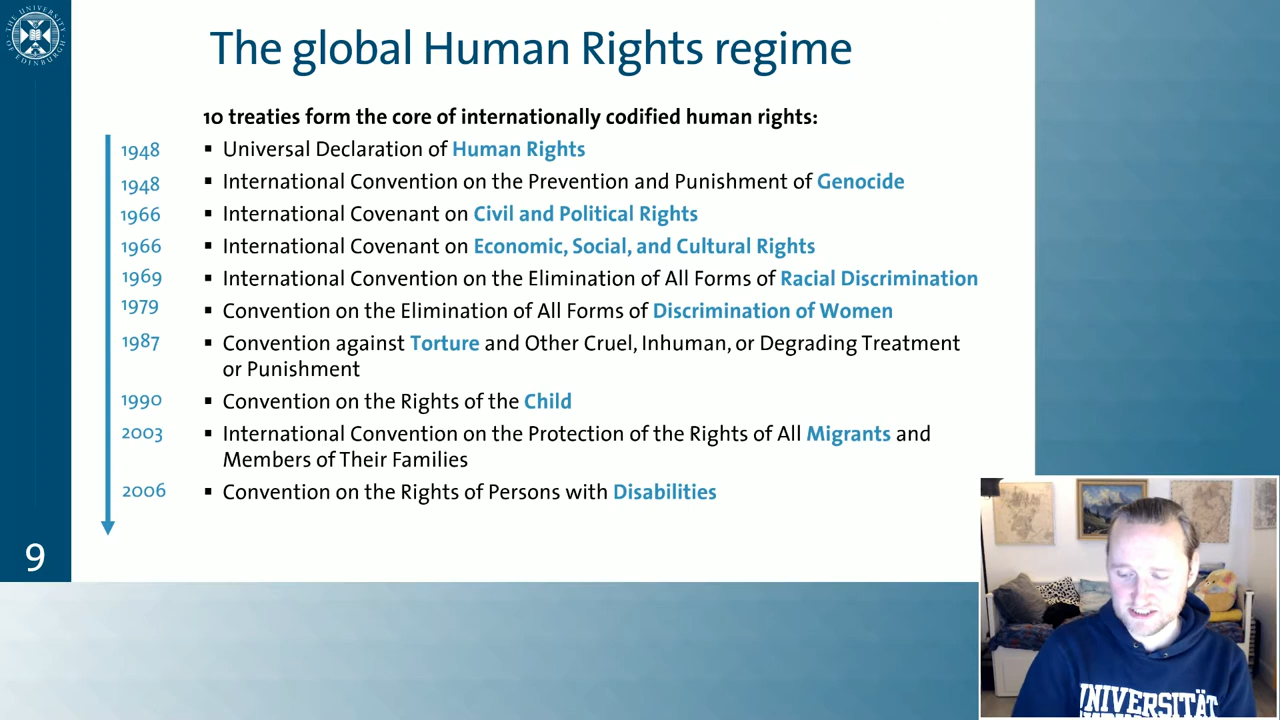 THE UNIVERSITY OF EDINBURGH
The global Human Rights regime
10 treaties form the core of internationally codified human rights:
1948 ▪ Universal Declaration of Human Rights
1948 ▪ International Convention on the Prevention and Punishment of Genocide
1966 ▪ International Covenant on Civil and Political Rights
1966 ▪ International Covenant on Economic, Social, and Cultural Rights
1969 ▪ International Convention on the Elimination of All Forms of Racial Discrimination
1979 ▪ Convention on the Elimination of All Forms of Discrimination of Women
1987 ▪ Convention against Torture and Other Cruel, Inhuman, or Degrading Treatment
or Punishment
1990 ▪ Convention on the Rights of the Child
2003 ▪ International Convention on the Protection of the Rights of All Migrants and
Members of Their Families
2006 ▪ Convention on the Rights of Persons with Disabilities
9
UNIVERSITÄT